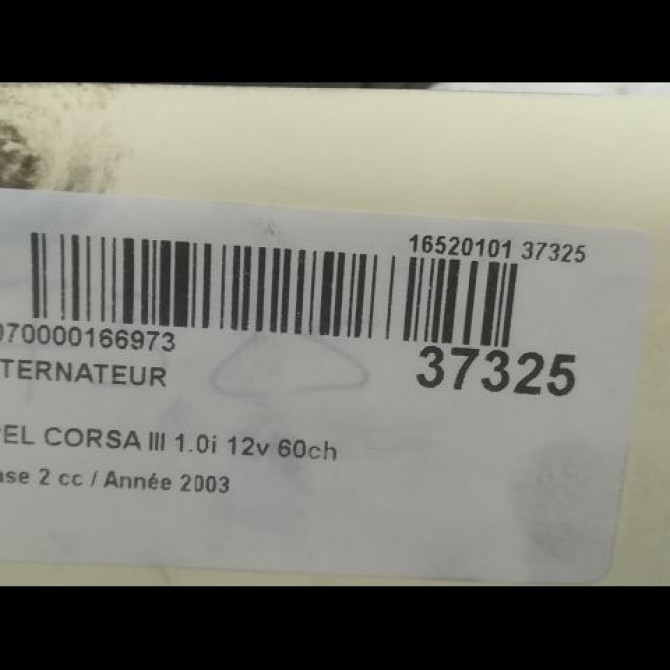 16520101 37325
070000166973
37325
TERNATEUR
PEL CORSA III 1.0i 12v 60ch
ase 2 cc / Année 2003